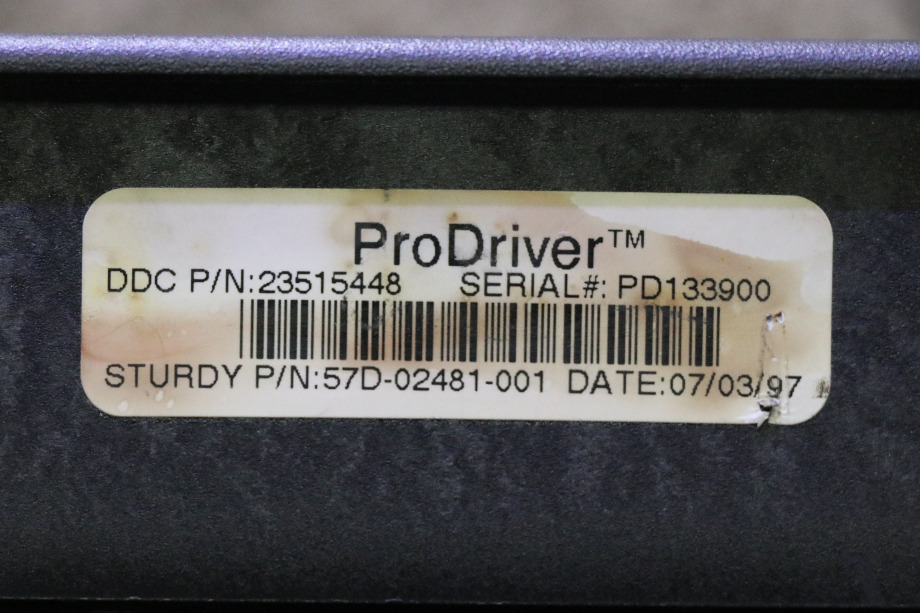 ProDriver™
DDC P/N:23515448 SERIAL#: PD133900
STURDY P/N:57D-02481-001 DATE:07/03/97